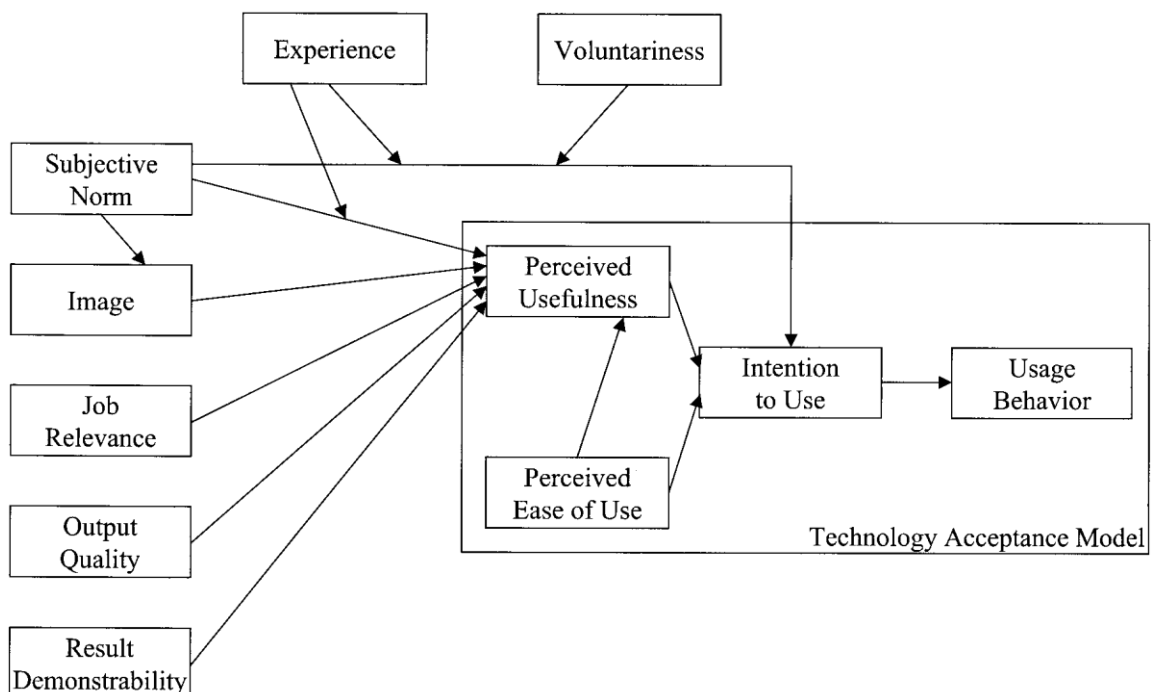 Experience
Voluntariness
Subjective
Norm
Image
Job
Relevance
Output
Quality
Result
Demonstrability
Perceived
Usefulness
Perceived
Ease of Use
Intention
to Use
Usage
Behavior
Technology Acceptance Model